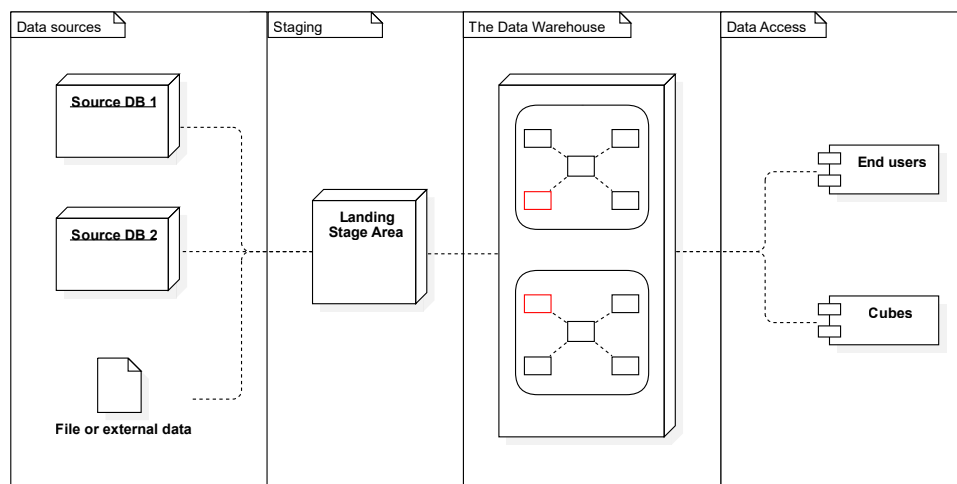 Data sources
Staging
The Data Warehouse
Data Access
Source DB 1
Source DB 2
File or external data
Landing
Stage Area
End users
Cubes